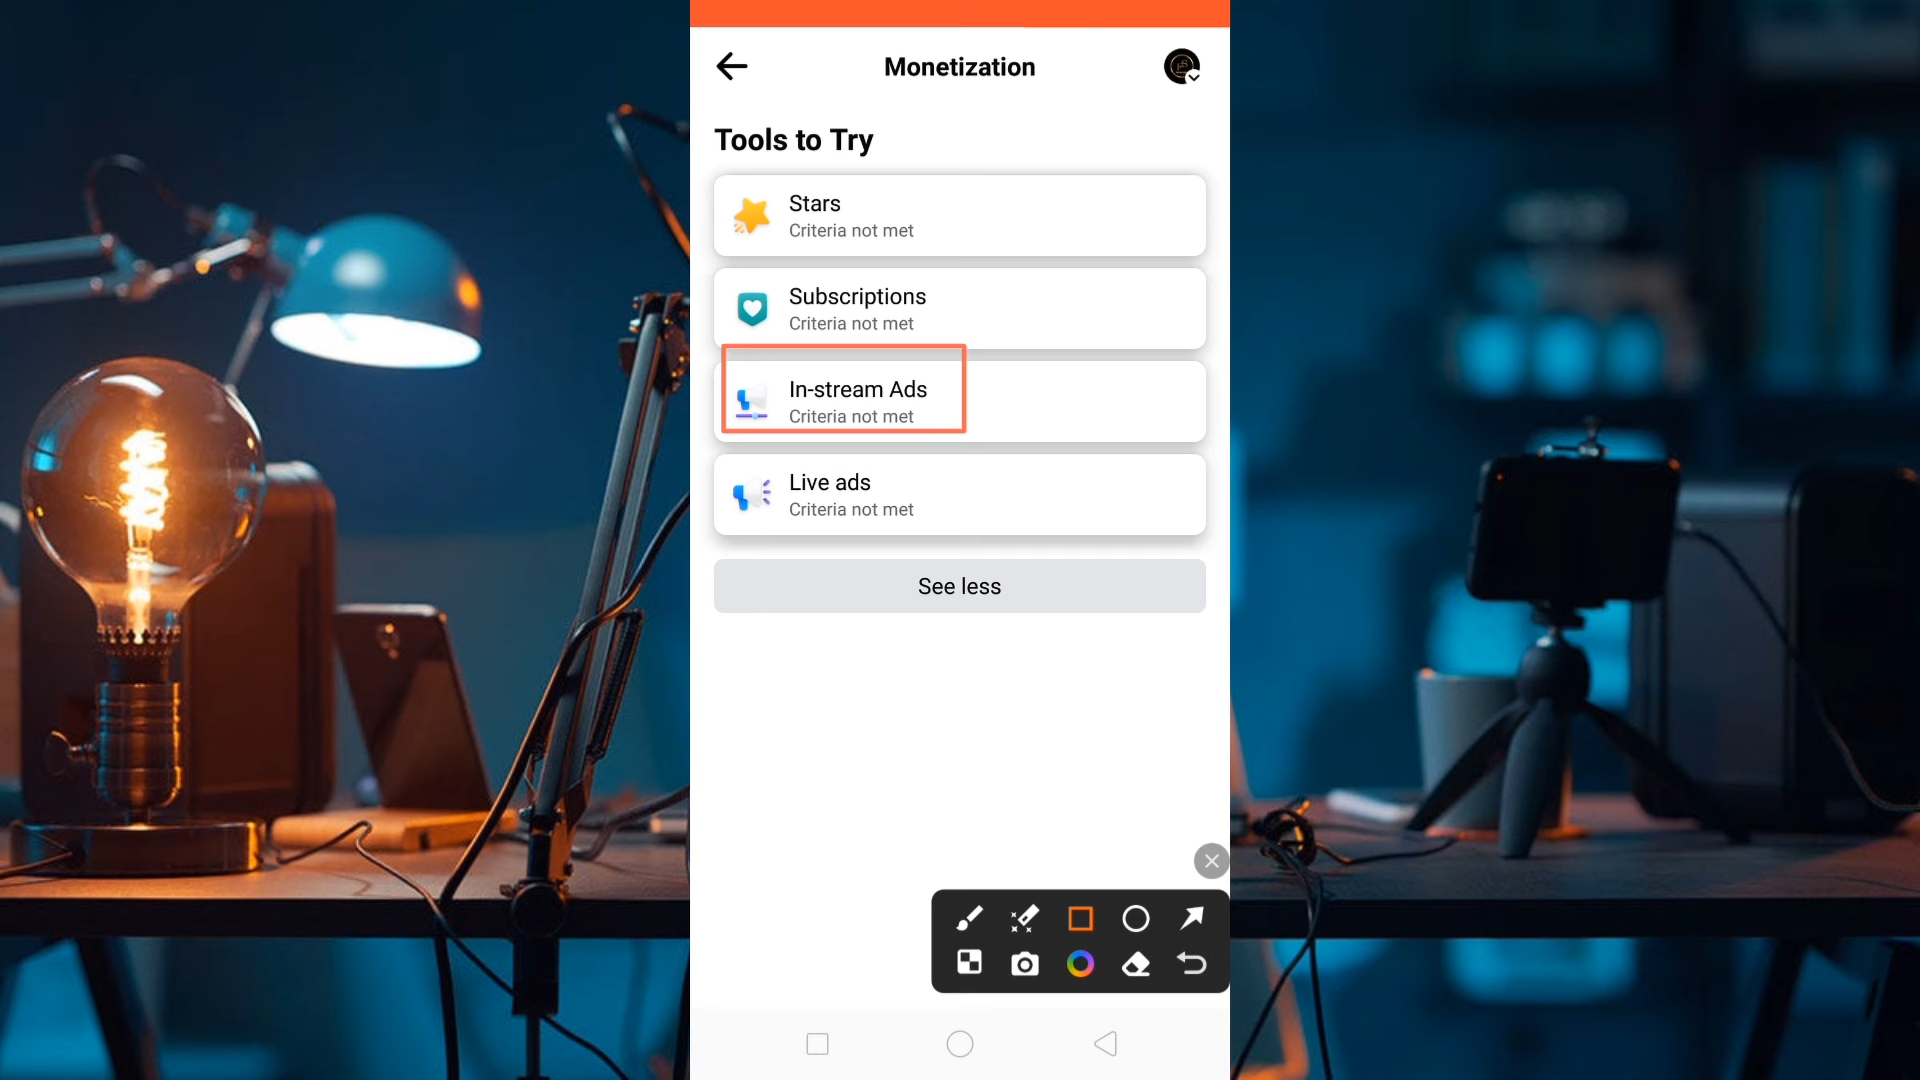 Monetization
Tools to Try
Stars
Criteria not met
Subscriptions
Criteria not met
In-stream Ads
Criteria not met
Live ads
Criteria not met
See less